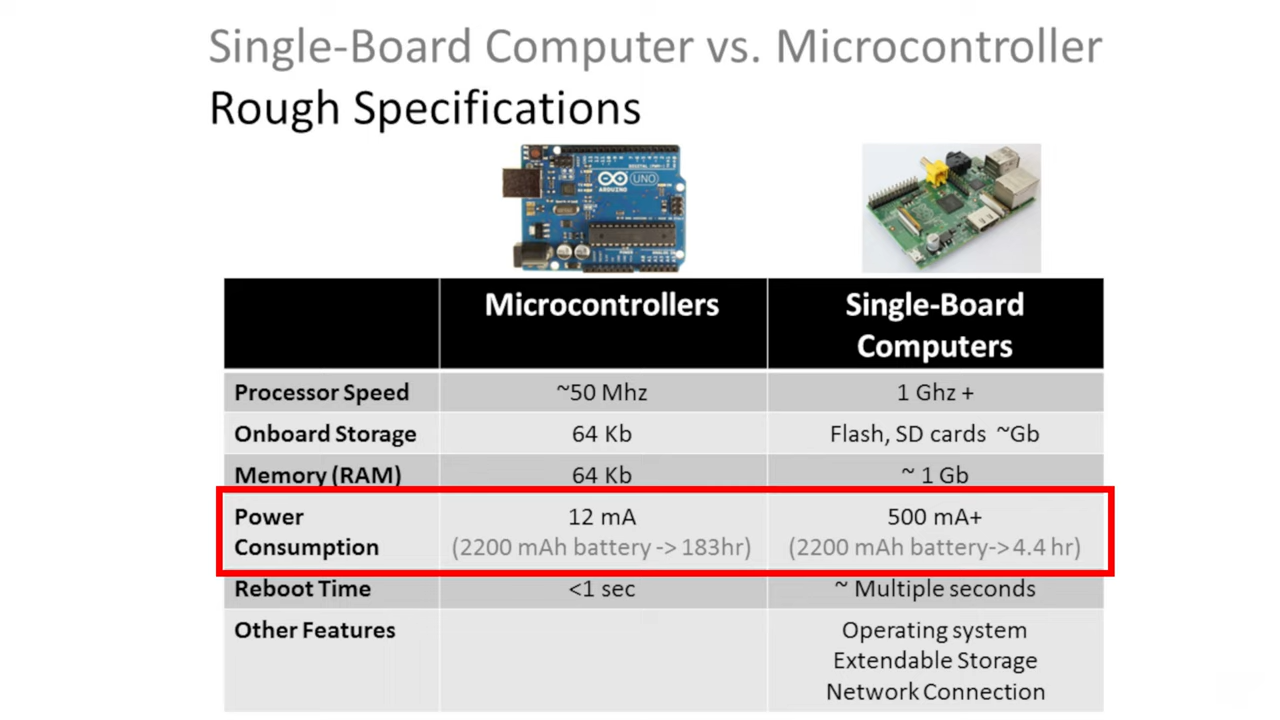 Single-Board Computer vs. Microcontroller
Rough Specifications
UNO
ARDUINO
Microcontrollers
Single-Board
Computers
Processor Speed ~50 Mhz 1 Ghz +
Onboard Storage 64 Kb Flash, SD cards ~Gb
Memory (RAM) 64 Kb ~ 1 Gb
Power
Consumption
12 mA
(2200 mAh battery -> 183hr)
500 mA+
(2200 mAh battery-> 4.4 hr)
Reboot Time <1 sec ~ Multiple seconds
Other Features
Operating system
Extendable Storage
Network Connection